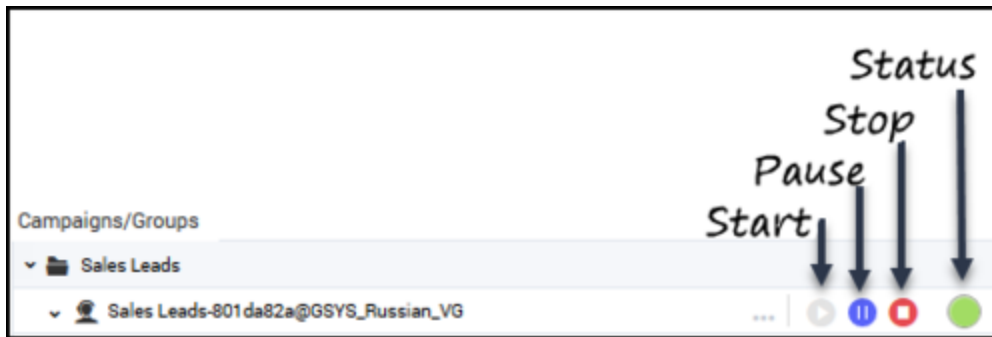 Status
Stop
Pause
Start
Campaigns/Groups
Sales Leads
Sales Leads-801da82a@GSYS_Russian_VG
...